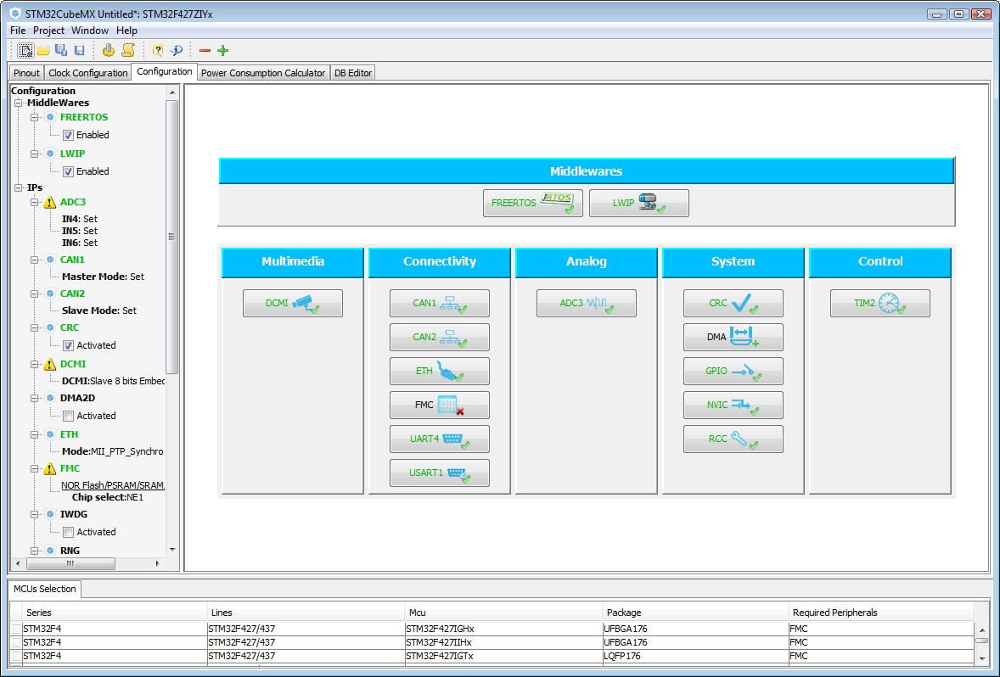 STM32CubeMX Untitled*: STM32F427ZIYx
File Project Window Help
Pinout Clock Configuration Configuration Power Consumption Calculator DB Editor
Configuration
MiddleWares
FREERTOS
Enabled
LWIP
Enabled
IPs
ADC3
IN4: Set
IN5: Set
IN6: Set
CAN1
Master Mode: Set
CAN2
Slave Mode: Set
CRC
Activated
DCMI
DCMI:Slave 8 bits Embec
DMA2D
Activated
ETH
Mode:MII_PTP_Synchro
FMC
NOR Flash/PSRAM/SRAM,
Chip select:NE1
IWDG
Activated
RNG
Middlewares
FREERTOS RTOS LWIP
Multimedia
DCMI
Connectivity
CAN1
CAN2
ETH
FMC
UART4
USART1
Analog
ADC3
System
CRC
DMA
GPIO
NVIC
RCC
Control
TIM2
MCUs Selection
Series Lines Mcu Package Required Peripherals
STM32F4 STM32F427/437 STM32F427IGHx UFBGA176 FMC
STM32F4 STM32F427/437 STM32F427IIHx UFBGA176 FMC
STM32F4 STM32F427/437 STM32F427IGTx LQFP176 FMC